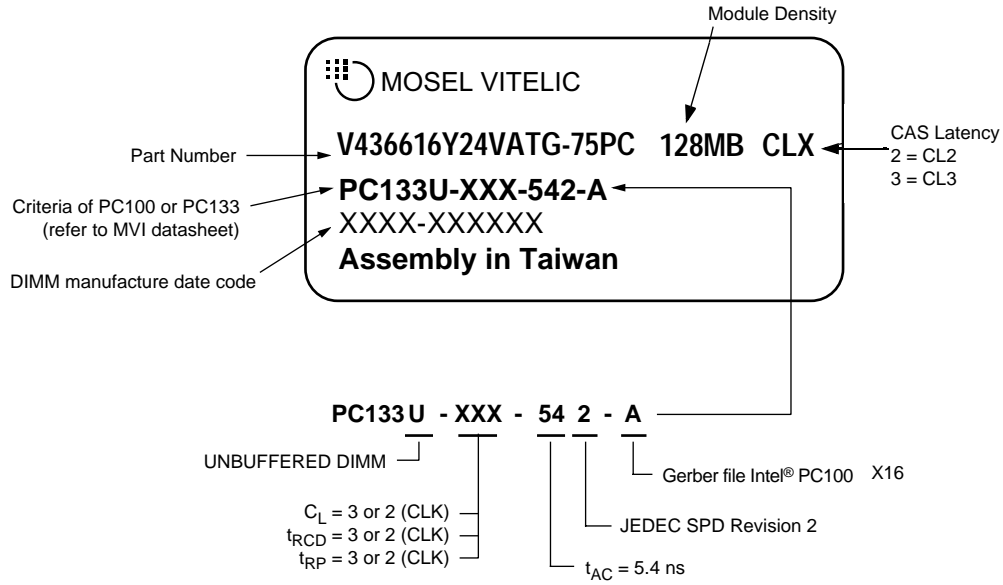 Module Density
MOSEL VITELIC
V436616Y24VATG-75PC 128MB CLX
CAS Latency
2 = CL2
3 = CL3
Part Number
PC133U-XXX-542-A
Criteria of PC100 or PC133
(refer to MVI datasheet)
XXXX-XXXXXX
Assembly in Taiwan
DIMM manufacture date code
PC133U - XXX - 54 2 - A
UNBUFFERED DIMM
Gerber file Intel® PC100 X16
CL = 3 or 2 (CLK)
tRCD = 3 or 2 (CLK)
tRP = 3 or 2 (CLK)
JEDEC SPD Revision 2
tAC = 5.4 ns